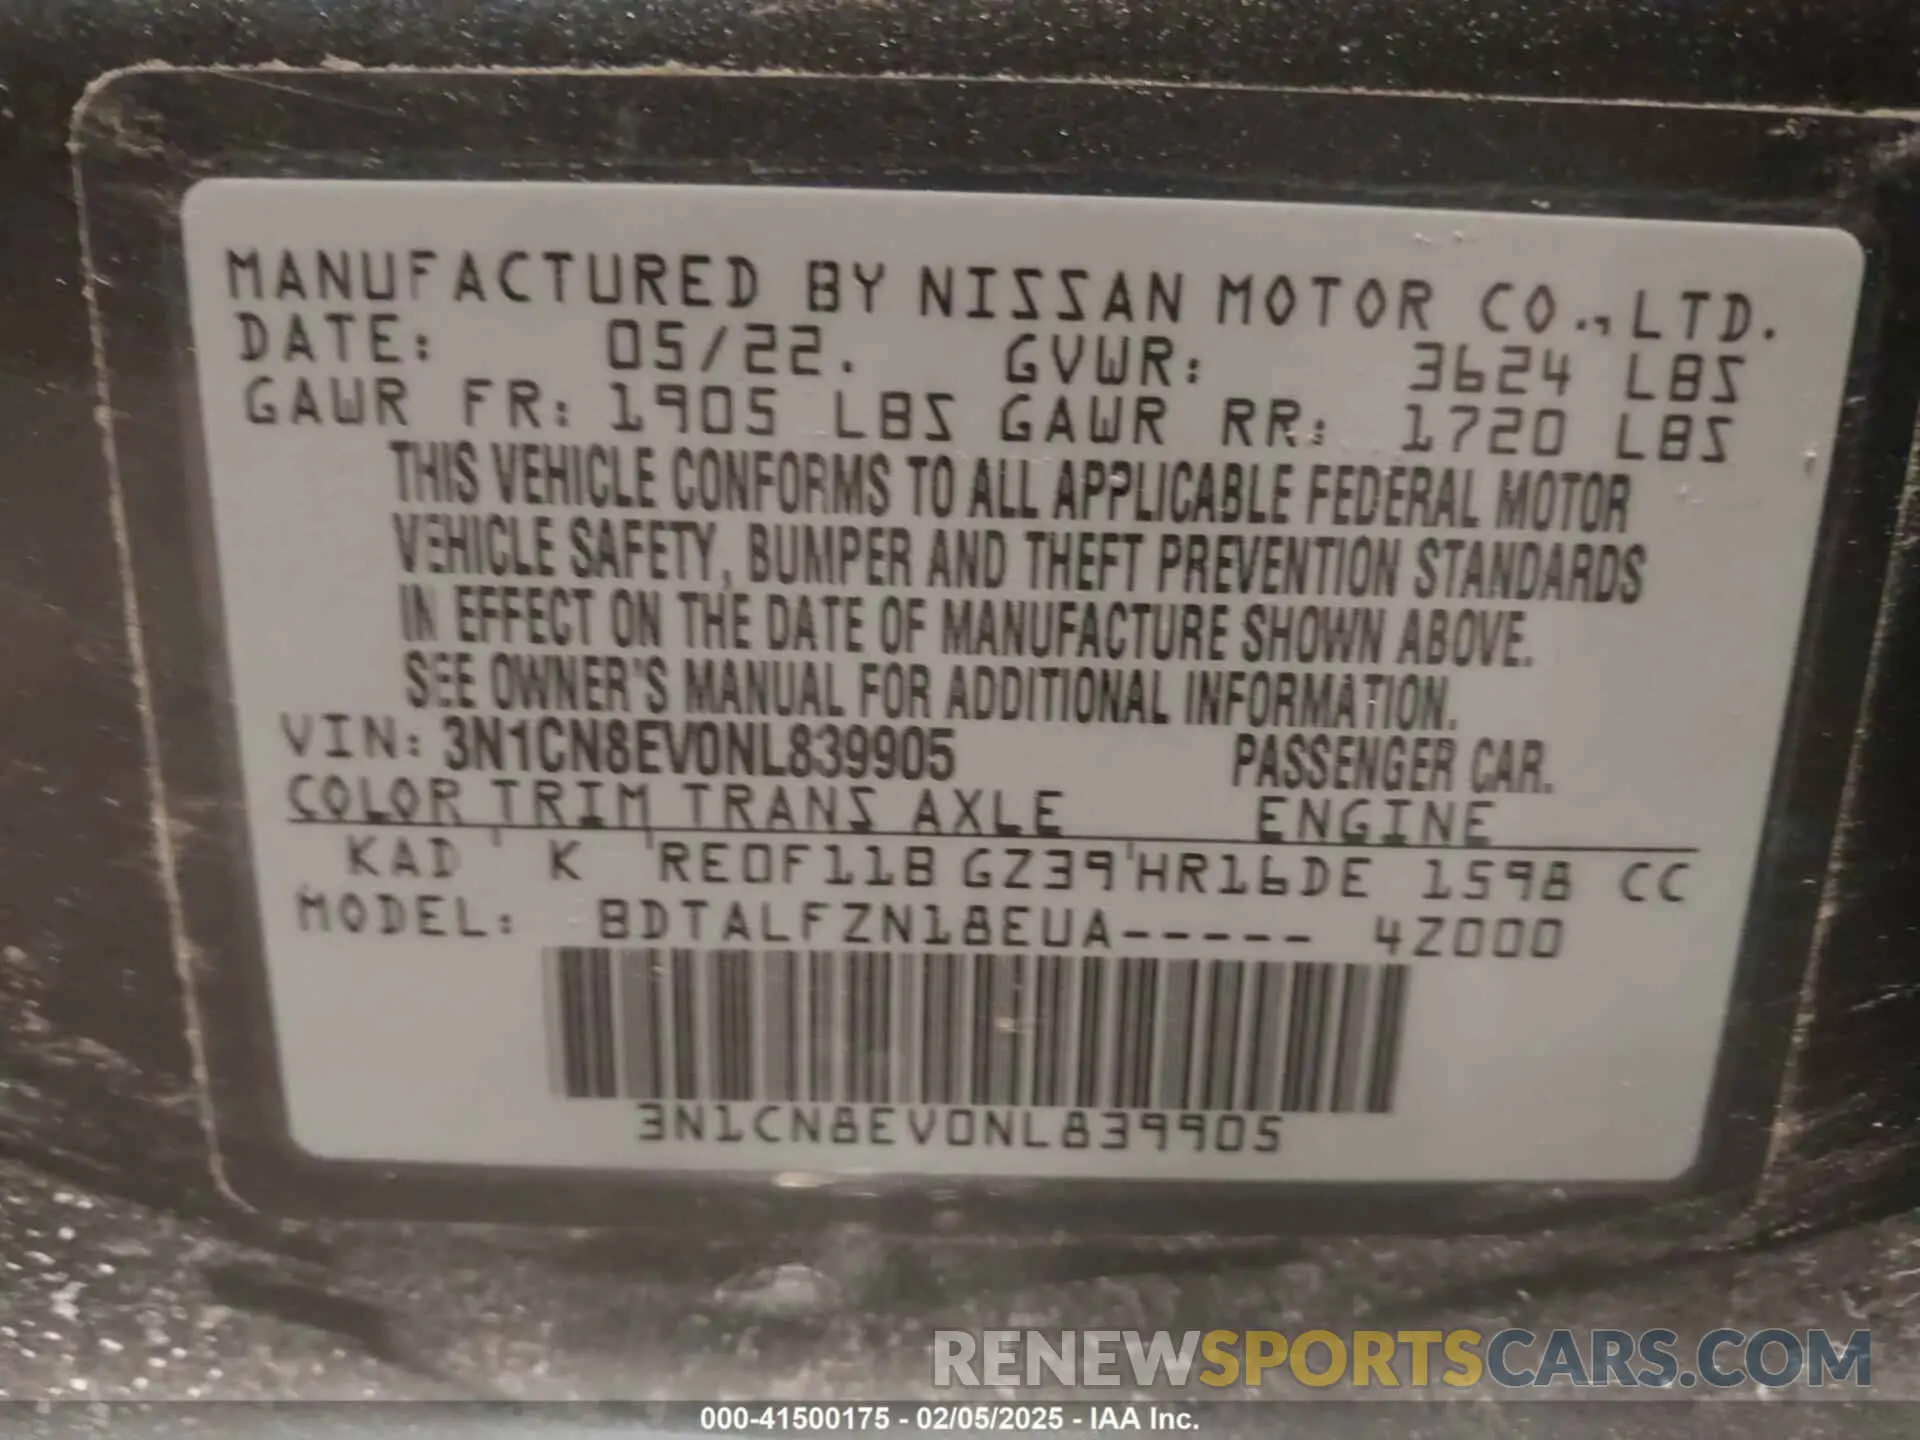 MANUFACTURED BY NISSAN MOTOR CO.,LTD.
DATE: 05/22. GVWR: 3624 LBS
GAWR FR: 1905 LBS GAWR RR: 1720 LBS
THIS VEHICLE CONFORMS TO ALL APPLICABLE FEDERAL MOTOR
VEHICLE SAFETY, BUMPER AND THEFT PREVENTION STANDARDS
IN EFFECT ON THE DATE OF MANUFACTURE SHOWN ABOVE.
SEE OWNER'S MANUAL FOR ADDITIONAL INFORMATION.
VIN: 3N1CN8EV0NL839905 PASSENGER CAR.
COLOR TRIM TRANS AXLE ENGINE
KAD K RE0F11B GZ39 HR16DE 1598 CC
MODEL: BDTALFZN18EUA----- 4Z000
3N1CN8EV0NL839905
RENEWSPORTSCARS.COM
000-41500175 - 02/05/2025 - IAA Inc.